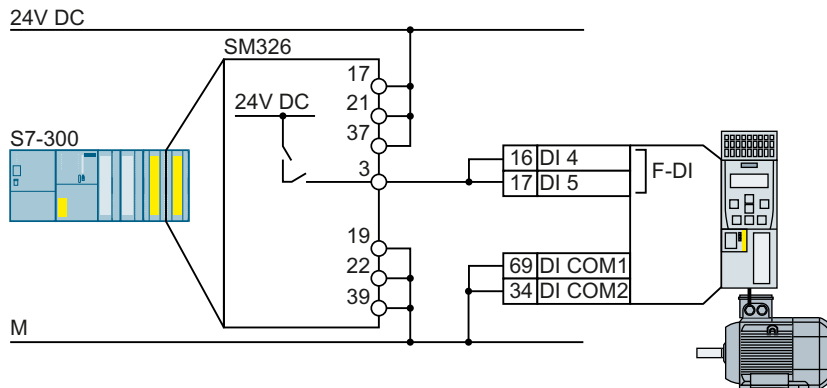 24V DC
SM326
17
21
24V DC
37
S7-300
3
16 DI 4
17 DI 5
F-DI
19
22
39
69 DI COM1
34 DI COM2
M